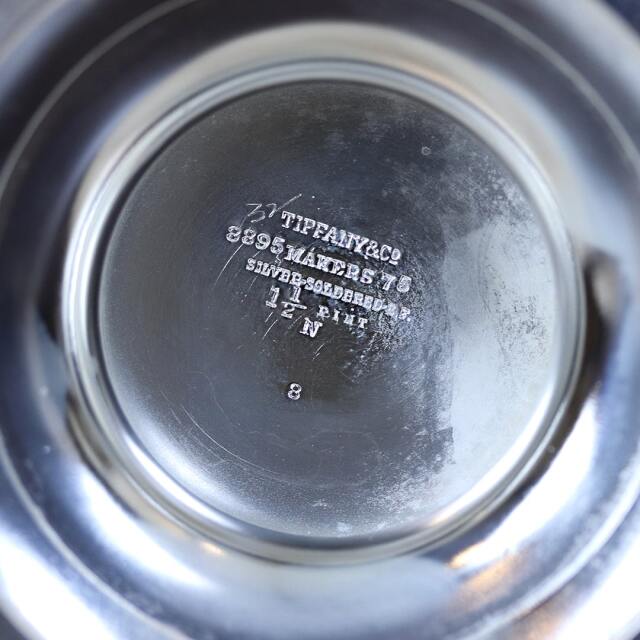 TIFFANY&Co
8895 MAKERS 75
SILVER-SOLDERED
1 1/2 PINT
N
8